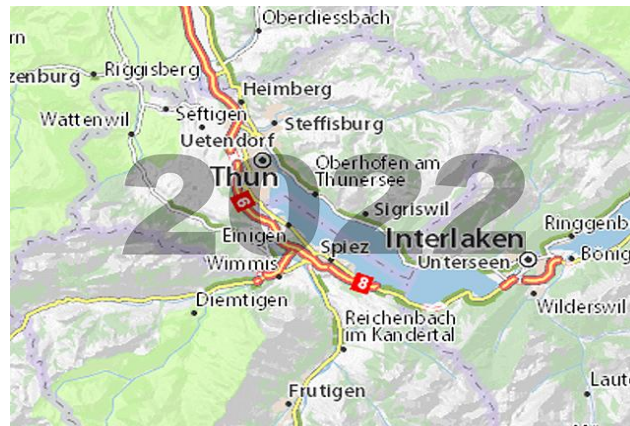 Oberdiessbach
rn
Riggisberg
zenburg
Heimberg
Seftigen
Wattenwil
Steffisburg
Uetendorf
Thun
Oberhofen am
Thunersee
2022
6
Sigriswil
Ringgenb
Einigen
Spiez
Interlaken
Wimmis
Unterseen
Bönig
8
Diemtigen
Wilderswil
Reichenbach
im Kandertal
Frutigen
Laut